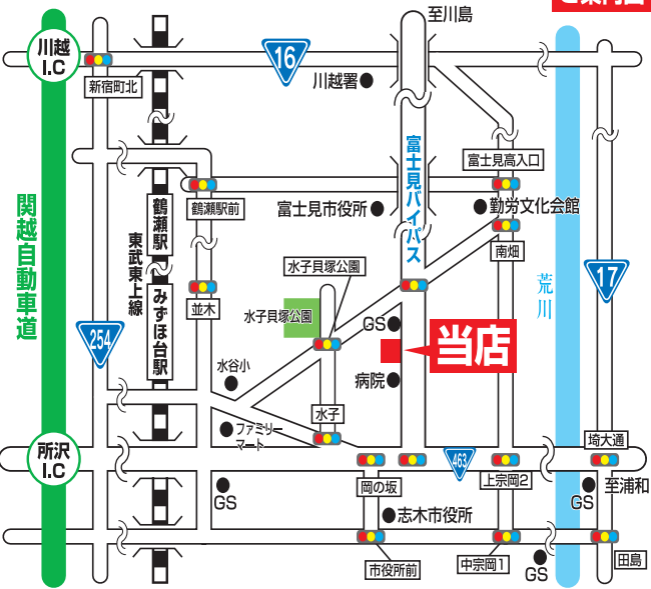 ご案内図
至川島
川越
I.C
16
川越署
新宿町北
富士見バイパス
富士見高入口
関越自動車道
鶴瀬駅
鶴瀬駅前
富士見市役所
勤労文化会館
東武東上線
南畑
水子貝塚公園
荒川
17
みずほ台駅
並木
水子貝塚公園
254
GS
当店
水谷小
病院
水子
ファミリー
マート
埼大通
所沢
I.C
463
岡の坂
上宗岡2
至浦和
GS
GS
志木市役所
市役所前
中宗岡1
GS
田島